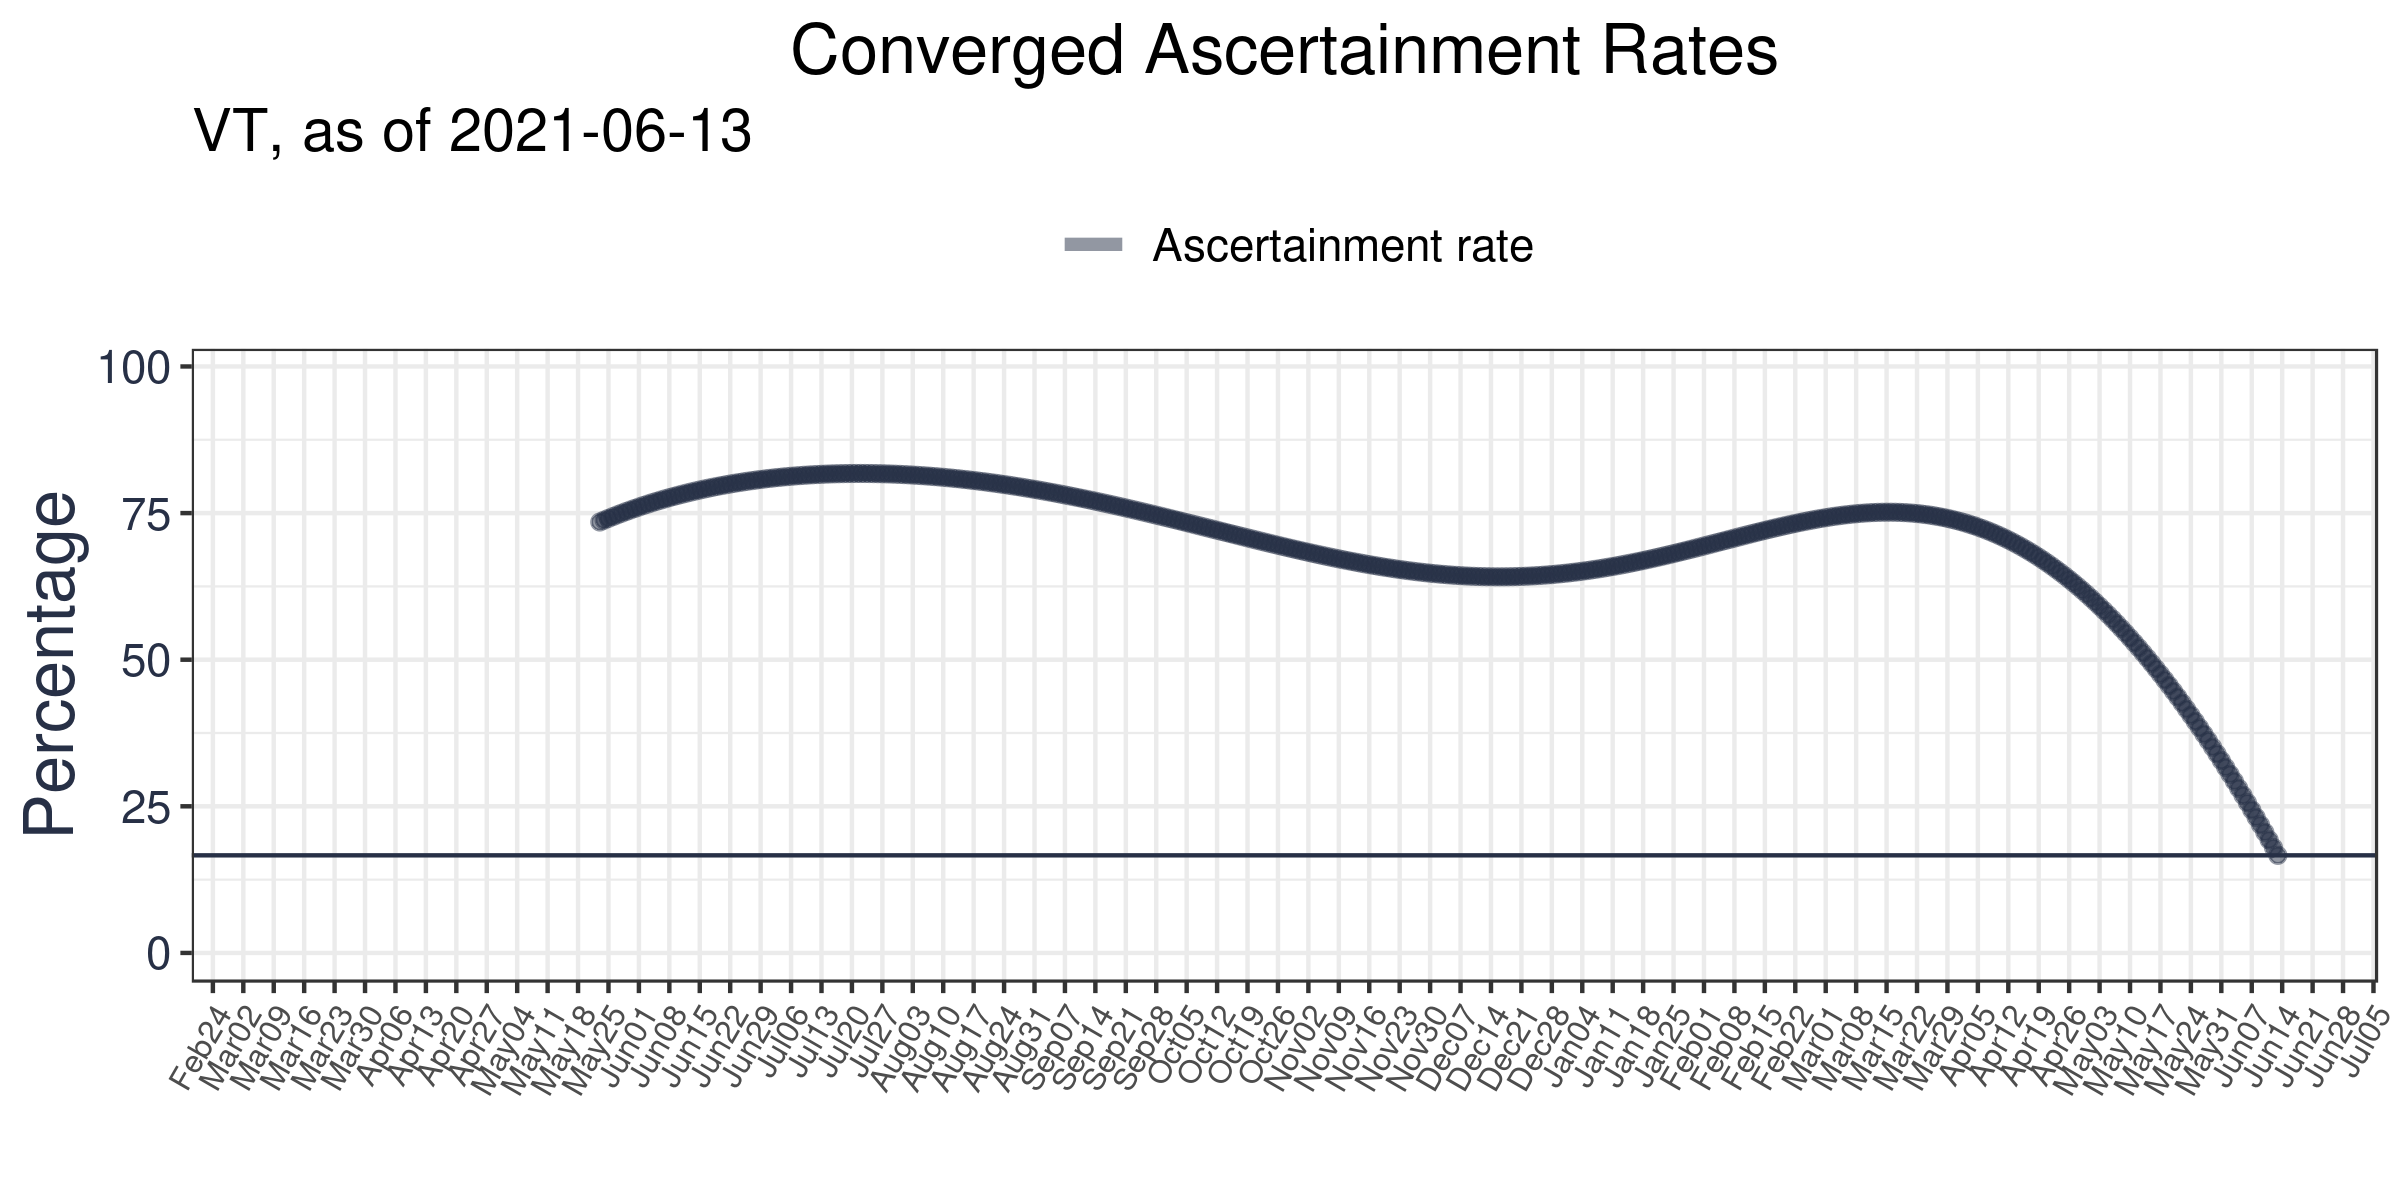 Converged Ascertainment Rates
VT, as of 2021-06-13
Ascertainment rate
Percentage
100
75
50
25
0
Feb24
Mar02
Mar09
Mar16
Mar23
Mar30
Apr06
Apr13
Apr20
Apr27
May04
May11
May18
May25
Jun01
Jun08
Jun15
Jun22
Jun29
Jul06
Jul13
Jul20
Jul27
Aug03
Aug10
Aug17
Aug24
Aug31
Sep07
Sep14
Sep21
Sep28
Oct05
Oct12
Oct19
Oct26
Nov02
Nov09
Nov16
Nov23
Nov30
Dec07
Dec14
Dec21
Dec28
Jan04
Jan11
Jan18
Jan25
Feb01
Feb08
Feb15
Feb22
Mar01
Mar08
Mar15
Mar22
Mar29
Apr05
Apr12
Apr19
Apr26
May03
May10
May17
May24
May31
Jun07
Jun14
Jun21
Jun28
Jul05